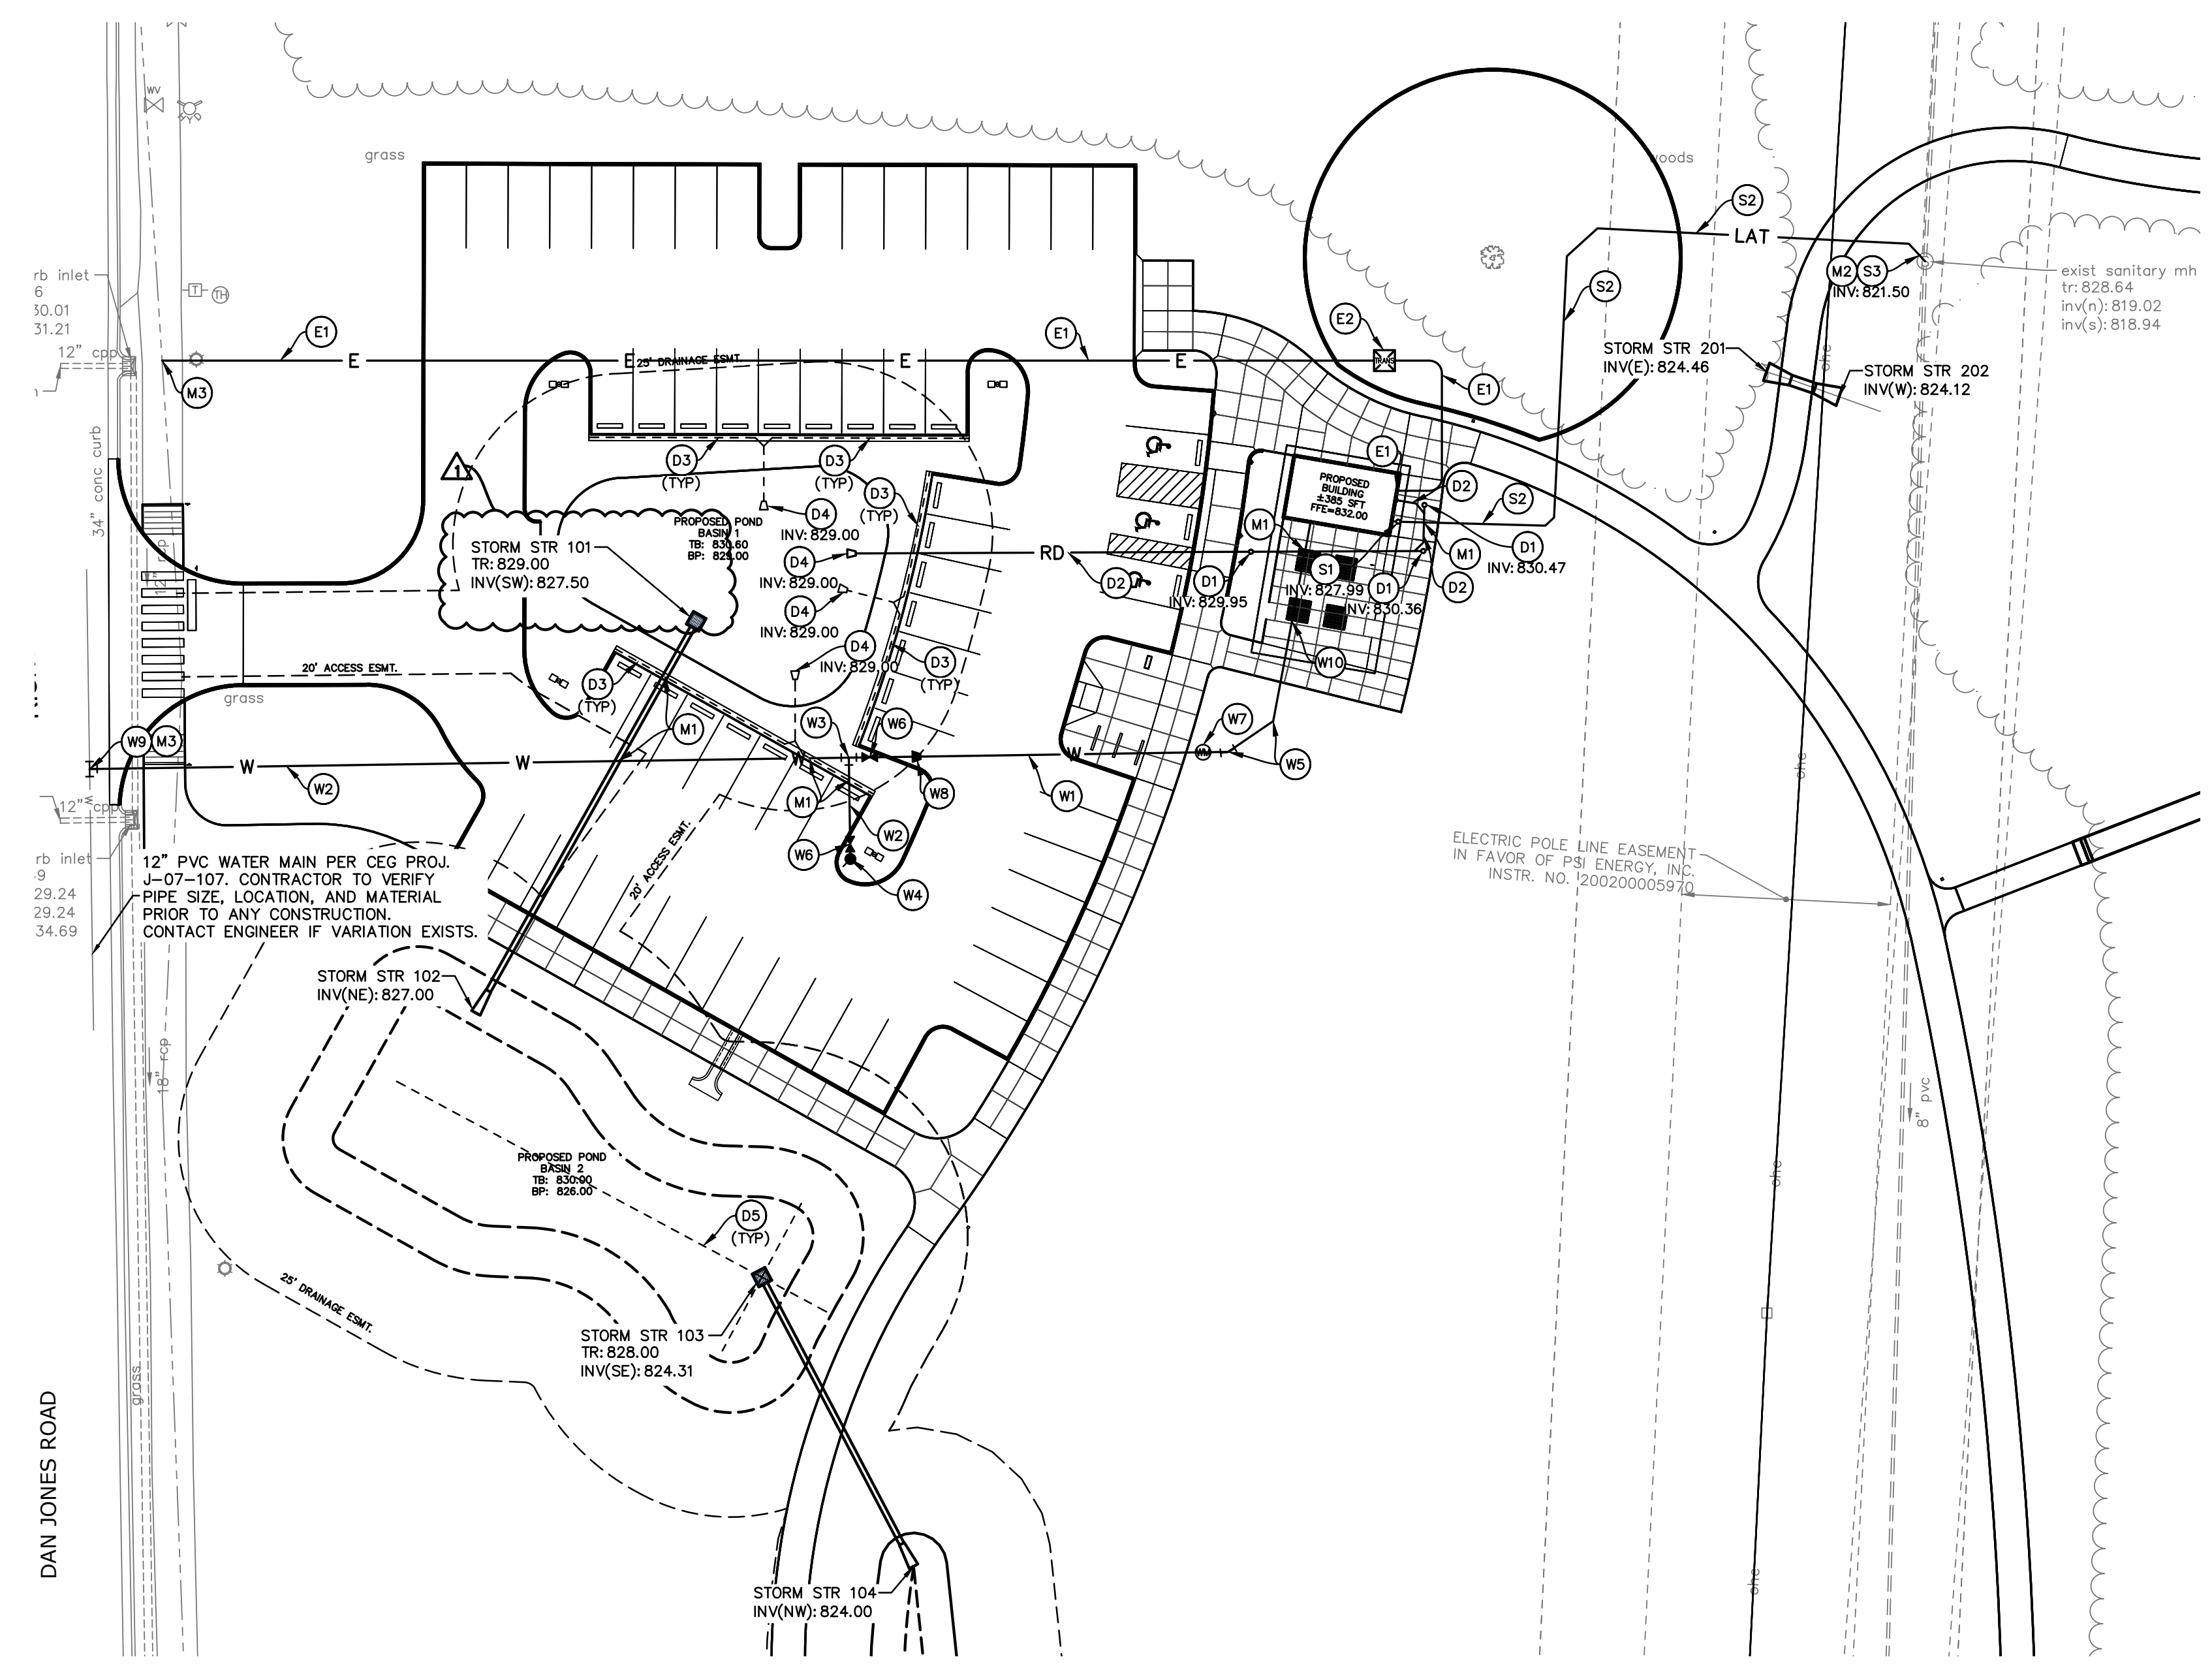 WV
grass
woods
S2
LAT
M2
S3
INV: 821.50
exist sanitary mh
tr: 828.64
inv(n): 819.02
inv(s): 818.94
rb inlet
6
30.01
31.21
12" cpp
T
TH
E1
E
M3
E
25' DRAINAGE ESMT.
E
E1
E
E2
TRANS
E1
S2
STORM STR 201
INV(E): 824.46
STORM STR 202
INV(W): 824.12
ohe
34" conc curb
12" rcp
1
D3
(TYP)
D3
(TYP)
D3
(TYP)
D4
INV: 829.00
D4
INV: 829.00
D4
INV: 829.00
D4
INV: 829.00
PROPOSED POND
BASIN 1
TB: 830.60
BP: 829.00
STORM STR 101
TR: 829.00
INV(SW): 827.50
RD
D2
E1
PROPOSED
BUILDING
±385 SFT
FFE=832.00
D2
S2
M1
M1
D1
INV: 830.47
D1
INV: 829.95
S1
INV: 827.99
D1
INV: 830.36
D2
W10
20' ACCESS ESMT.
grass
D3
(TYP)
D3
(TYP)
M1
W3
W6
W7
W5
W9
M3
W
W2
W
W
W
WM
W8
W1
M1
W2
W6
W4
20' ACCESS ESMT.
12" cpp
w
rb inlet
9
29.24
29.24
34.69
12" PVC WATER MAIN PER CEG PROJ.
J-07-107. CONTRACTOR TO VERIFY
PIPE SIZE, LOCATION, AND MATERIAL
PRIOR TO ANY CONSTRUCTION.
CONTACT ENGINEER IF VARIATION EXISTS.
ohe
ELECTRIC POLE LINE EASEMENT
IN FAVOR OF PSI ENERGY, INC.
INSTR. NO. 200200005970
STORM STR 102
INV(NE): 827.00
18" rcp
8" pvc
PROPOSED POND
BASIN 2
TB: 830.00
BP: 826.00
ohe
D5
(TYP)
25' DRAINAGE ESMT.
STORM STR 103
TR: 828.00
INV(SE): 824.31
grass
DAN JONES ROAD
STORM STR 104
INV(NW): 824.00
ohe